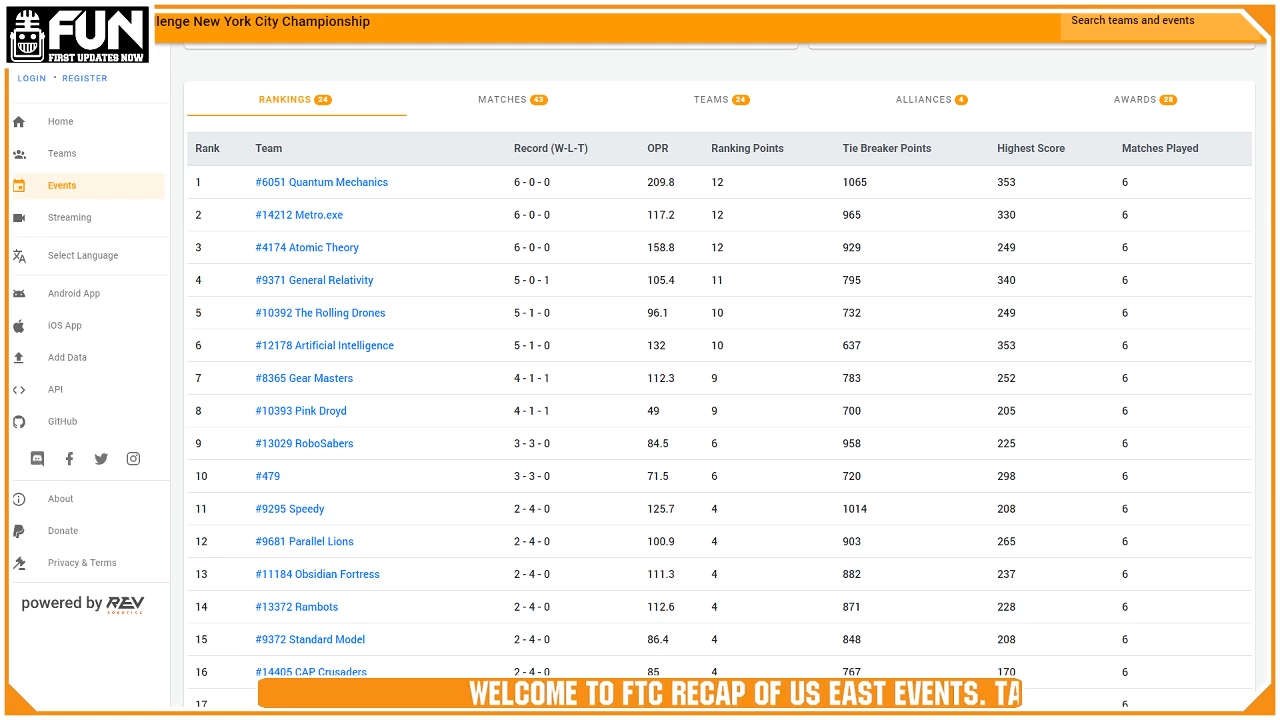 FUN
FIRST UPDATES NOW
llenge New York City Championship
Search teams and events
LOGIN • REGISTER
Home
Teams
Events
Streaming
Select Language
Android App
iOS App
Add Data
API
GitHub
About
Donate
Privacy & Terms
powered by REV
ROBOTICS
RANKINGS 24 MATCHES 43 TEAMS 24 ALLIANCES 4 AWARDS 28
Rank Team Record (W-L-T) OPR Ranking Points Tie Breaker Points Highest Score Matches Played
1 #6051 Quantum Mechanics 6 - 0 - 0 209.8 12 1065 353 6
2 #14212 Metro.exe 6 - 0 - 0 117.2 12 965 330 6
3 #4174 Atomic Theory 6 - 0 - 0 158.8 12 929 249 6
4 #9371 General Relativity 5 - 0 - 1 105.4 11 795 340 6
5 #10392 The Rolling Drones 5 - 1 - 0 96.1 10 732 249 6
6 #12178 Artificial Intelligence 5 - 1 - 0 132 10 637 353 6
7 #8365 Gear Masters 4 - 1 - 1 112.3 9 783 252 6
8 #10393 Pink Droyd 4 - 1 - 1 49 9 700 205 6
9 #13029 RoboSabers 3 - 3 - 0 84.5 6 958 225 6
10 #479 3 - 3 - 0 71.5 6 720 298 6
11 #9295 Speedy 2 - 4 - 0 125.7 4 1014 208 6
12 #9681 Parallel Lions 2 - 4 - 0 100.9 4 903 265 6
13 #11184 Obsidian Fortress 2 - 4 - 0 111.3 4 882 237 6
14 #13372 Rambots 2 - 4 - 0 112.6 4 871 228 6
15 #9372 Standard Model 2 - 4 - 0 86.4 4 848 208 6
16 #14405 CAP Crusaders 2 - 4 - 0 85 4 767 170 6
17 6
WELCOME TO FTC RECAP OF US EAST EVENTS. TA